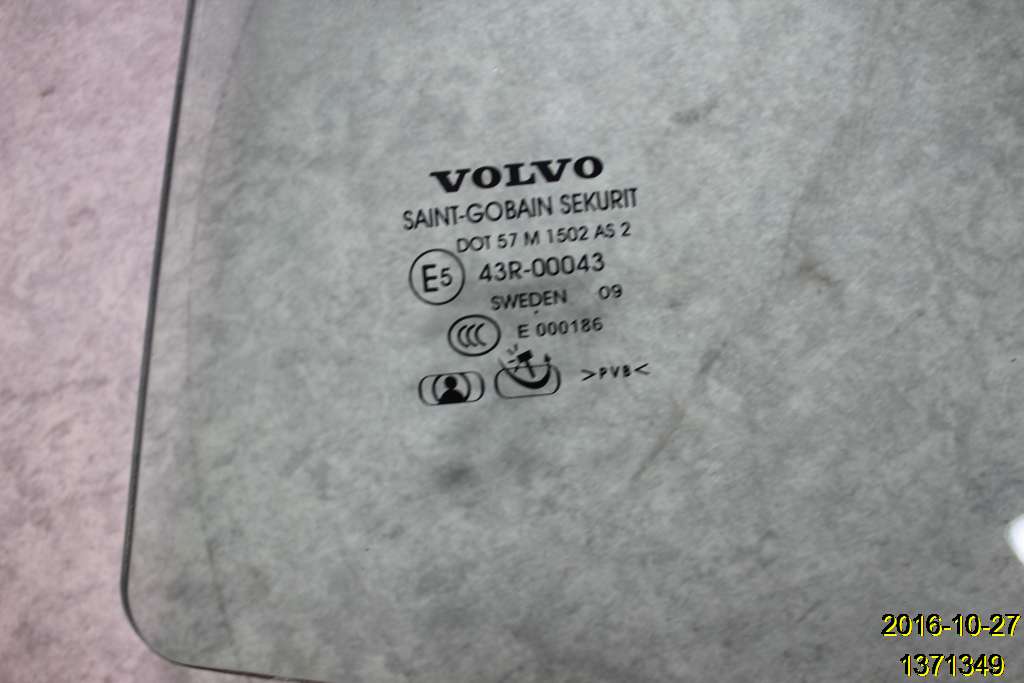 VOLVO
SAINT-GOBAIN SEKURIT
DOT 57 M 1502 AS 2
E5 43R-00043
SWEDEN 09
CCC E 000186
>PVB<
2016-10-27
1371349